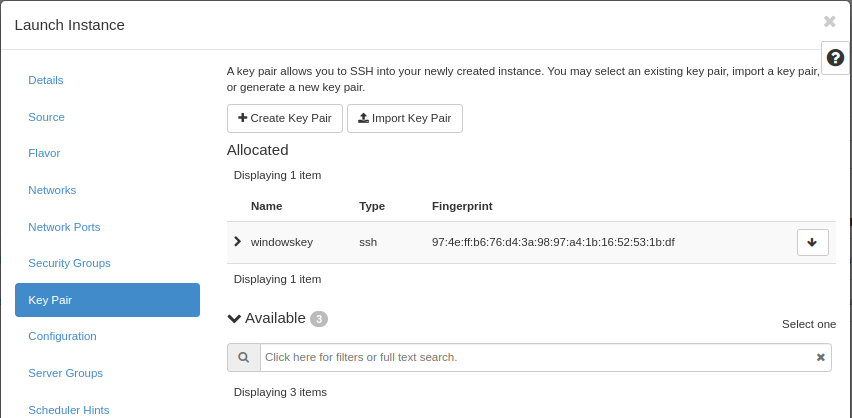 Launch Instance
Details
Source
Flavor
Networks
Network Ports
Security Groups
Key Pair
Configuration
Server Groups
Scheduler Hints
A key pair allows you to SSH into your newly created instance. You may select an existing key pair, import a key pair,
or generate a new key pair.
Create Key Pair
Import Key Pair
Allocated
Displaying 1 item
Name Type Fingerprint
windowskey ssh 97:4e:ff:b6:76:d4:3a:98:97:a4:1b:16:52:53:1b:df
Displaying 1 item
Available 3
Select one
Click here for filters or full text search.
Displaying 3 items